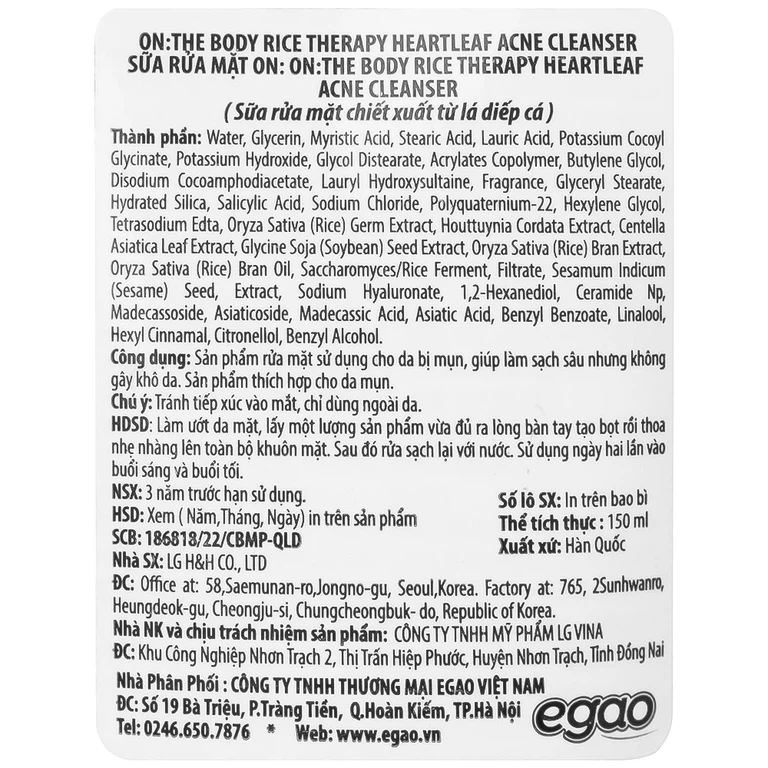 ON:THE BODY RICE THERAPY HEARTLEAF ACNE CLEANSER
SỮA RỬA MẶT ON: ON:THE BODY RICE THERAPY HEARTLEAF
ACNE CLEANSER
( Sữa rửa mặt chiết xuất từ lá diếp cá )
Thành phần: Water, Glycerin, Myristic Acid, Stearic Acid, Lauric Acid, Potassium Cocoyl
Glycinate, Potassium Hydroxide, Glycol Distearate, Acrylates Copolymer, Butylene Glycol,
Disodium Cocoamphodiacetate, Lauryl Hydroxysultaine, Fragrance, Glyceryl Stearate,
Hydrated Silica, Salicylic Acid, Sodium Chloride, Polyquaternium-22, Hexylene Glycol,
Tetrasodium Edta, Oryza Sativa (Rice) Germ Extract, Houttuynia Cordata Extract, Centella
Asiatica Leaf Extract, Glycine Soja (Soybean) Seed Extract, Oryza Sativa (Rice) Bran Extract,
Oryza Sativa (Rice) Bran Oil, Saccharomyces/Rice Ferment, Filtrate, Sesamum Indicum
(Sesame) Seed, Extract, Sodium Hyaluronate, 1,2-Hexanediol, Ceramide Np,
Madecassoside, Asiaticoside, Madecassic Acid, Asiatic Acid, Benzyl Benzoate, Linalool,
Hexyl Cinnamal, Citronellol, Benzyl Alcohol.
Công dụng: Sản phẩm rửa mặt sử dụng cho da bị mụn, giúp làm sạch sâu nhưng không
gây khô da. Sản phẩm thích hợp cho da mụn.
Chú ý: Tránh tiếp xúc vào mắt, chỉ dùng ngoài da.
HDSD: Làm ướt da mặt, lấy một lượng sản phẩm vừa đủ ra lòng bàn tay tạo bọt rồi thoa
nhẹ nhàng lên toàn bộ khuôn mặt. Sau đó rửa sạch lại với nước. Sử dụng ngày hai lần vào
buổi sáng và buổi tối.
NSX: 3 năm trước hạn sử dụng.
Số lô SX: In trên bao bì
HSD: Xem ( Năm,Tháng, Ngày) in trên sản phẩm
Thể tích thực : 150 ml
SCB: 186818/22/CBMP-QLD
Xuất xứ: Hàn Quốc
Nhà SX: LG H&H CO., LTD
ĐC: Office at: 58,Saemunan-ro,Jongno-gu, Seoul,Korea. Factory at: 765, 2Sunhwanro,
Heungdeok-gu, Cheongju-si, Chungcheongbuk- do, Republic of Korea.
Nhà NK và chịu trách nhiệm sản phẩm: CÔNG TY TNHH MỸ PHẨM LG VINA
ĐC: Khu Công Nghiệp Nhơn Trạch 2, Thị Trấn Hiệp Phước, Huyện Nhơn Trạch, Tỉnh Đồng Nai
Nhà Phân Phối : CÔNG TY TNHH THƯƠNG MẠI EGAO VIỆT NAM
ĐC: Số 19 Bà Triệu, P.Tràng Tiền, Q.Hoàn Kiếm, TP.Hà Nội
Tel: 0246.650.7876 * Web: www.egao.vn
egao